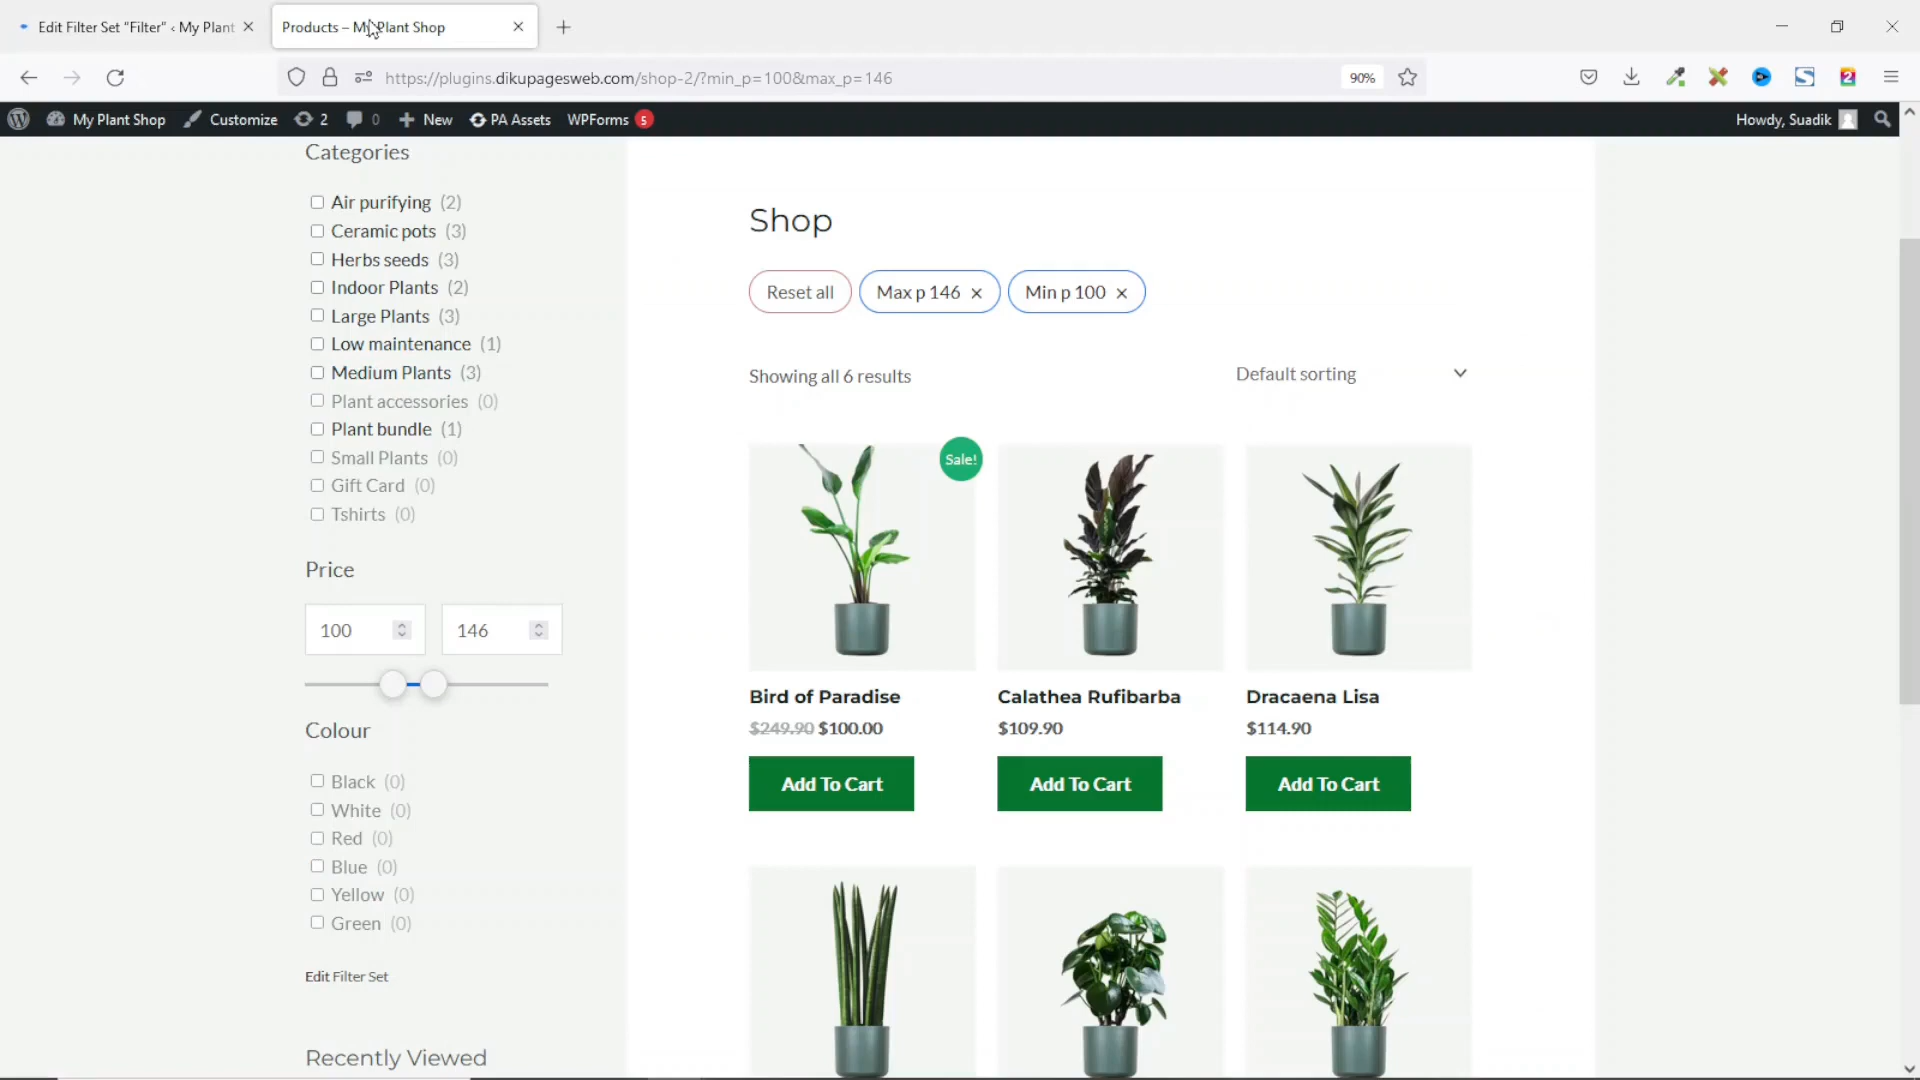 Edit Filter Set “Filter” ‹ My Plant
Products – My Plant Shop
https://plugins.dikupagesweb.com/shop-2/?min_p=100&max_p=146
90%
2
My Plant Shop
Customize
2
0
New
PA Assets
WPForms 5
Howdy, Suadik
Categories
Air purifying (2)
Ceramic pots (3)
Herbs seeds (3)
Indoor Plants (2)
Large Plants (3)
Low maintenance (1)
Medium Plants (3)
Plant accessories (0)
Plant bundle (1)
Small Plants (0)
Gift Card (0)
Tshirts (0)
Price
100
146
Colour
Black (0)
White (0)
Red (0)
Blue (0)
Yellow (0)
Green (0)
Edit Filter Set
Recently Viewed
Shop
Reset all
Max p 146 ×
Min p 100 ×
Showing all 6 results
Default sorting
Sale!
Bird of Paradise
$249.90 $100.00
Add To Cart
Calathea Rufibarba
$109.90
Add To Cart
Dracaena Lisa
$114.90
Add To Cart